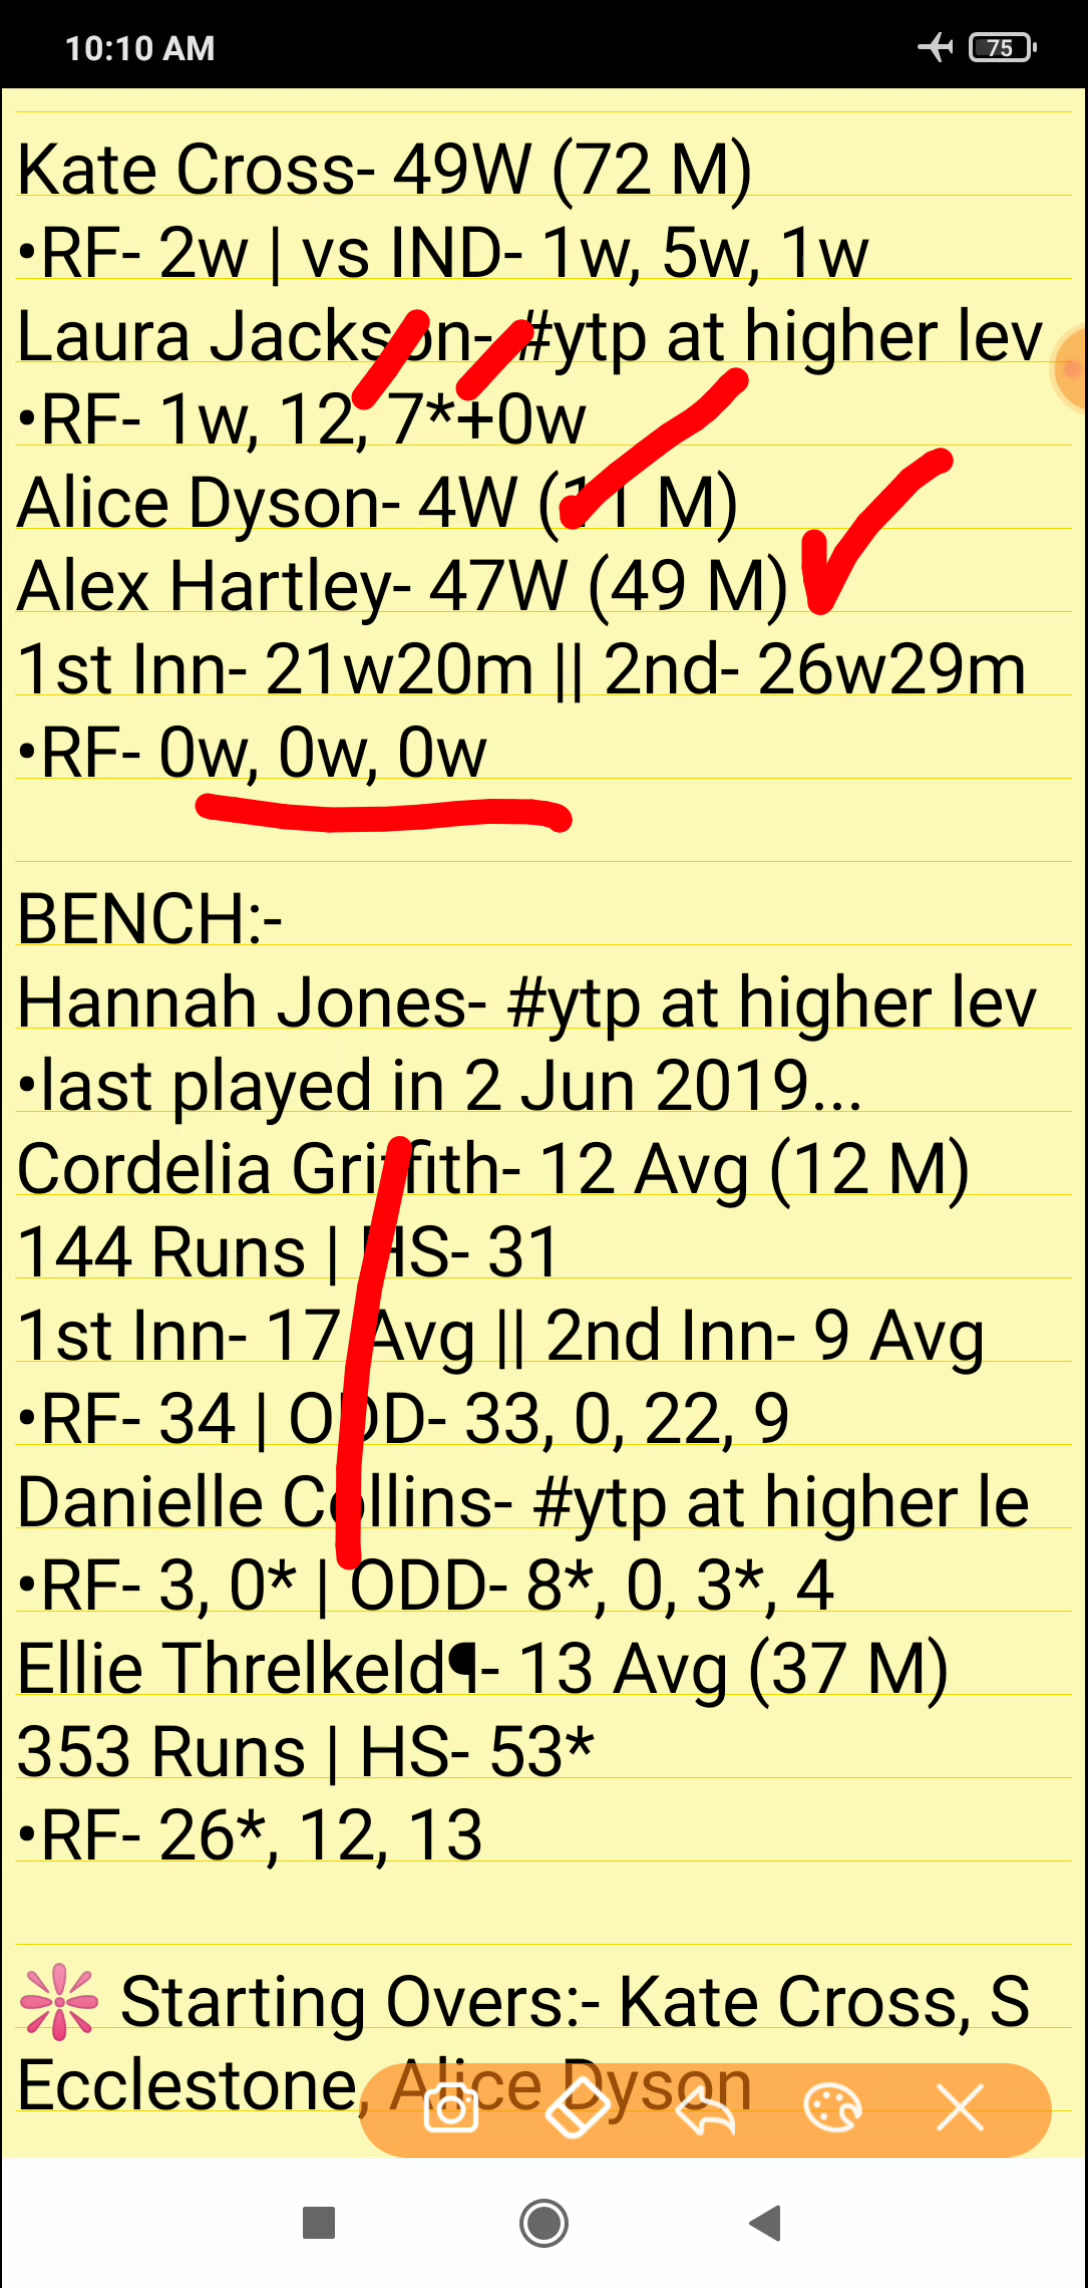 10:10 AM
75
Kate Cross- 49W (72 M)
•RF- 2w | vs IND- 1w, 5w, 1w
Laura Jackson- #ytp at higher lev
•RF- 1w, 12, 7*+0w
Alice Dyson- 4W (11 M)
Alex Hartley- 47W (49 M)
1st Inn- 21w20m || 2nd- 26w29m
•RF- 0w, 0w, 0w
BENCH:-
Hannah Jones- #ytp at higher lev
•last played in 2 Jun 2019...
Cordelia Griffith- 12 Avg (12 M)
144 Runs | HS- 31
1st Inn- 17 Avg || 2nd Inn- 9 Avg
•RF- 34 | ODD- 33, 0, 22, 9
Danielle Collins- #ytp at higher le
•RF- 3, 0* | ODD- 8*, 0, 3*, 4
Ellie Threlkeld¶- 13 Avg (37 M)
353 Runs | HS- 53*
•RF- 26*, 12, 13
Starting Overs:- Kate Cross, S
Ecclestone, Alice Dyson